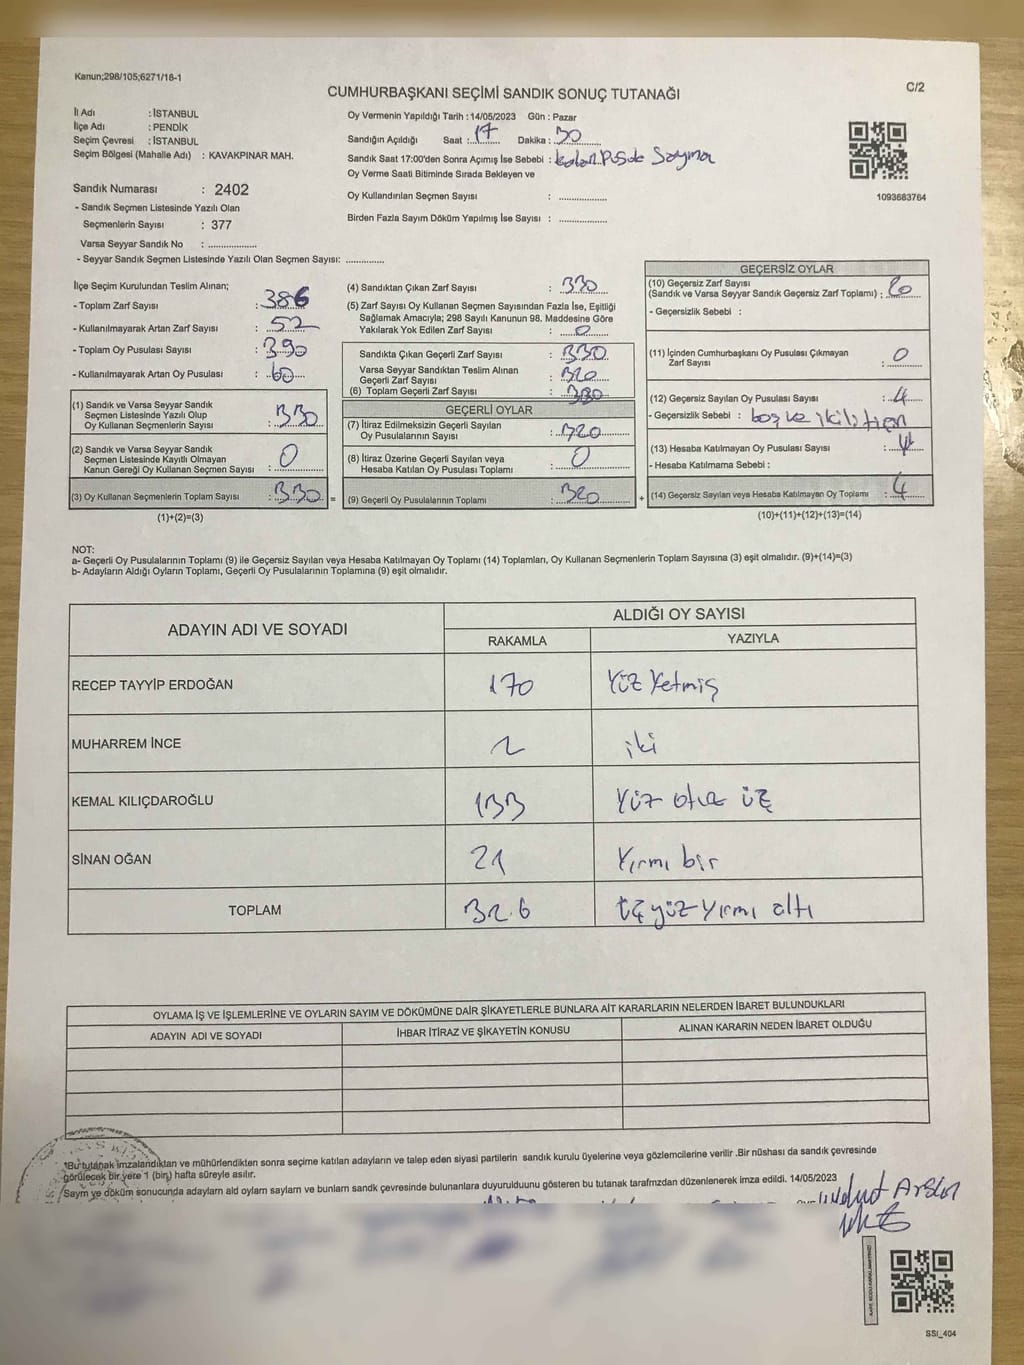 Kanun;298/105;6271/18-1
C/2
CUMHURBAŞKANI SEÇİMİ SANDIK SONUÇ TUTANAĞI
İl Adı : İSTANBUL
İlçe Adı : PENDİK
Seçim Çevresi : İSTANBUL
Seçim Bölgesi (Mahalle Adı) : KAVAKPINAR MAH.
Sandık Numarası : 2402
- Sandık Seçmen Listesinde Yazılı Olan
Seçmenlerin Sayısı : 377
Varsa Seyyar Sandık No : ..................
- Seyyar Sandık Seçmen Listesinde Yazılı Olan Seçmen Sayısı: ..............
Oy Vermenin Yapıldığı Tarih : 14/05/2023 Gün : Pazar
Sandığın Açıldığı Saat : 17 Dakika : 30
Sandık Saat 17:00'den Sonra Açımış İse Sebebi :
Oy Verme Saati Bitiminde Sırada Bekleyen ve
Oy Kullandırılan Seçmen Sayısı : ..................
Birden Fazla Sayım Döküm Yapılmış İse Sayısı : ..................
1093683764
İlçe Seçim Kurulundan Teslim Alınan;
- Toplam Zarf Sayısı : 386
- Kullanılmayarak Artan Zarf Sayısı : 52
- Toplam Oy Pusulası Sayısı : 390
- Kullanılmayarak Artan Oy Pusulası : 60
(1) Sandık ve Varsa Seyyar Sandık
Seçmen Listesinde Yazılı Olup
Oy Kullanan Seçmenlerin Sayısı : 330
(2) Sandık ve Varsa Seyyar Sandık
Seçmen Listesinde Kayıtlı Olmayan
Kanun Gereği Oy Kullanan Seçmen Sayısı : 0
(3) Oy Kullanan Seçmenlerin Toplam Sayısı : 330 =
(1)+(2)=(3)
(4) Sandıktan Çıkan Zarf Sayısı : 330
(5) Zarf Sayısı Oy Kullanan Seçmen Sayısından Fazla İse, Eşitliği
Sağlamak Amacıyla; 298 Sayılı Kanunun 98. Maddesine Göre
Yakılarak Yok Edilen Zarf Sayısı : 0
Sandıkta Çıkan Geçerli Zarf Sayısı : 330
Varsa Seyyar Sandıktan Teslim Alınan
Geçerli Zarf Sayısı :
(6) Toplam Geçerli Zarf Sayısı : 330
GEÇERLİ OYLAR
(7) İtiraz Edilmeksizin Geçerli Sayılan
Oy Pusulalarının Sayısı : 320
(8) İtiraz Üzerine Geçerli Sayılan veya
Hesaba Katılan Oy Pusulası Toplamı : 0
(9) Geçerli Oy Pusulalarının Toplamı : 320 +
GEÇERSİZ OYLAR
(10) Geçersiz Zarf Sayısı
(Sandık ve Varsa Seyyar Sandık Geçersiz Zarf Toplamı) :
- Geçersizlik Sebebi :
(11) İçinden Cumhurbaşkanı Oy Pusulası Çıkmayan
Zarf Sayısı : 0
(12) Geçersiz Sayılan Oy Pusulası Sayısı : 4
- Geçersizlik Sebebi : boş ve
(13) Hesaba Katılmayan Oy Pusulası Sayısı : 4
- Hesaba Katılmama Sebebi :
(14) Geçersiz Sayılan veya Hesaba Katılmayan Oy Toplamı : 4
(10)+(11)+(12)+(13)=(14)
NOT:
a- Geçerli Oy Pusulalarının Toplamı (9) ile Geçersiz Sayılan veya Hesaba Katılmayan Oy Toplamı (14) Toplamları, Oy Kullanan Seçmenlerin Toplam Sayısına (3) eşit olmalıdır. (9)+(14)=(3)
b- Adayların Aldığı Oyların Toplamı, Geçerli Oy Pusulalarının Toplamına (9) eşit olmalıdır.
ADAYIN ADI VE SOYADI
ALDIĞI OY SAYISI
RAKAMLA YAZIYLA
RECEP TAYYİP ERDOĞAN 170 Yüz Yetmiş
MUHARREM İNCE 2 iki
KEMAL KILIÇDAROĞLU 133 Yüz otuz üç
SİNAN OĞAN 21 Yırmı bir
TOPLAM 326 üç yüz yırmı altı
OYLAMA İŞ VE İŞLEMLERİNE VE OYLARIN SAYIM VE DÖKÜMÜNE DAİR ŞİKAYETLERLE BUNLARA AİT KARARLARIN NELERDEN İBARET BULUNDUKLARI
ADAYIN ADI VE SOYADI İHBAR İTİRAZ VE ŞİKAYETİN KONUSU ALINAN KARARIN NEDEN İBARET OLDUĞU
*Bu tutanak imzalandıktan ve mühürlendikten sonra seçime katılan adayların ve talep eden siyasi partilerin sandık kurulu üyelerine veya gözlemcilerine verilir .Bir nüshası da sandık çevresinde
görülecek bir yere 1 (bir) hafta süreyle asılır.
Sayım ve döküm sonucunda adayların ald oyların sayların ve bunların sandk çevresinde bulunanlara duyurulduunu gösteren bu tutanak tarafmzdan düzenlenerek imza edildi. 14/05/2023
Arslan
SSI_404